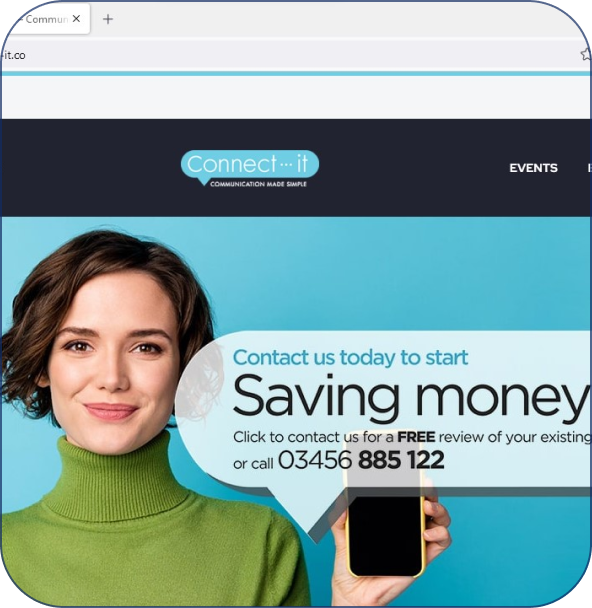 - Commun
-it.co
EVENTS
Connect···it
COMMUNICATION MADE SIMPLE
Contact us today to start
Saving money
Click to contact us for a FREE review of your existing
or call 03456 885 122